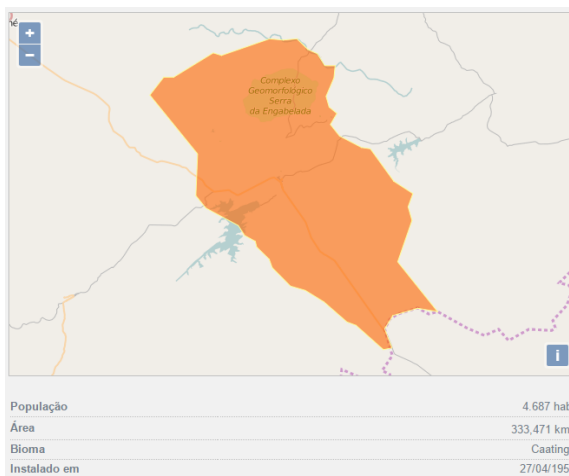 né
+
−
Complexo
Geomorfológico
Serra
da Engabelada
i
População 4.687 hab
Área 333,471 km
Bioma Caating
Instalado em 27/04/195